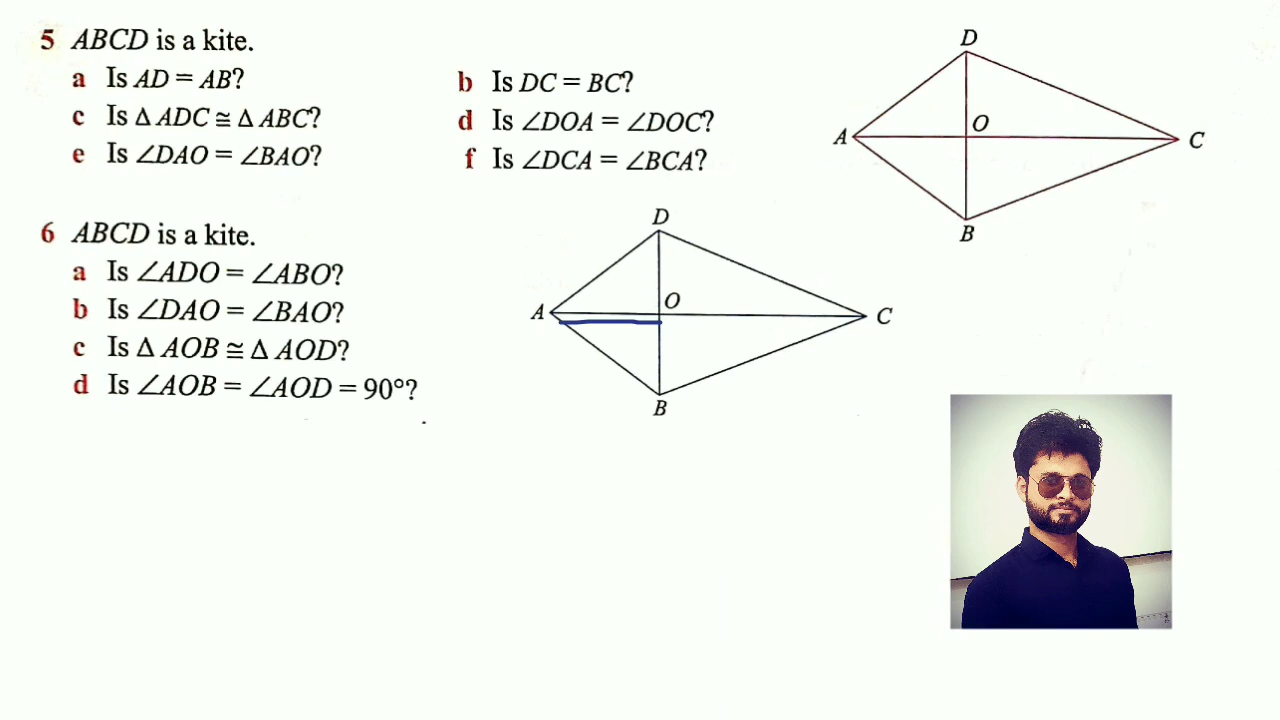 5 ABCD is a kite.
a Is AD = AB?
b Is DC = BC?
c Is Δ ADC ≅ Δ ABC?
d Is ∠DOA = ∠DOC?
e Is ∠DAO = ∠BAO?
f Is ∠DCA = ∠BCA?
D
O
A
C
B
6 ABCD is a kite.
a Is ∠ADO = ∠ABO?
b Is ∠DAO = ∠BAO?
c Is Δ AOB ≅ Δ AOD?
d Is ∠AOB = ∠AOD = 90°?
D
O
A
C
B